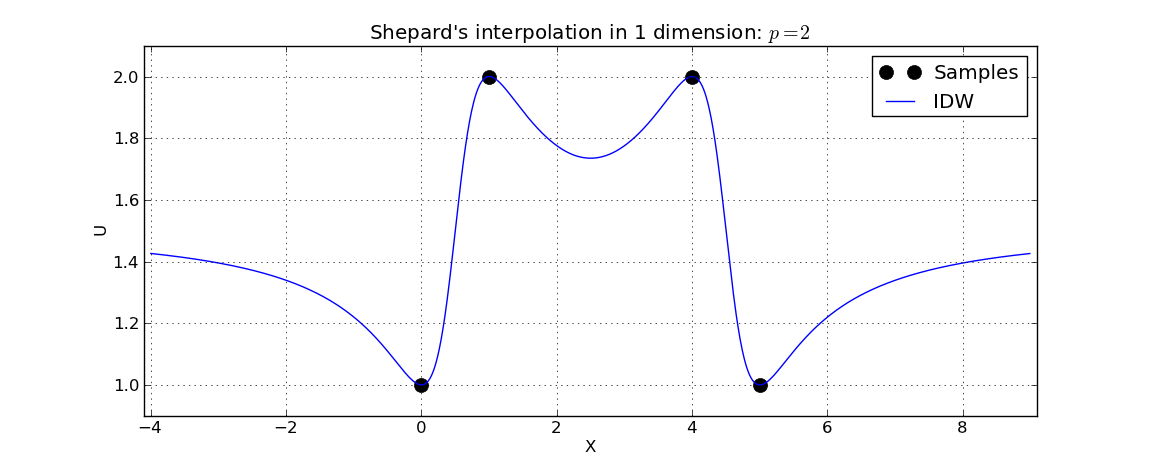 Shepard's interpolation in 1 dimension: p = 2
Samples
IDW
2.0
1.8
1.6
1.4
1.2
1.0
U
−4 −2 0 2 4 6 8
X